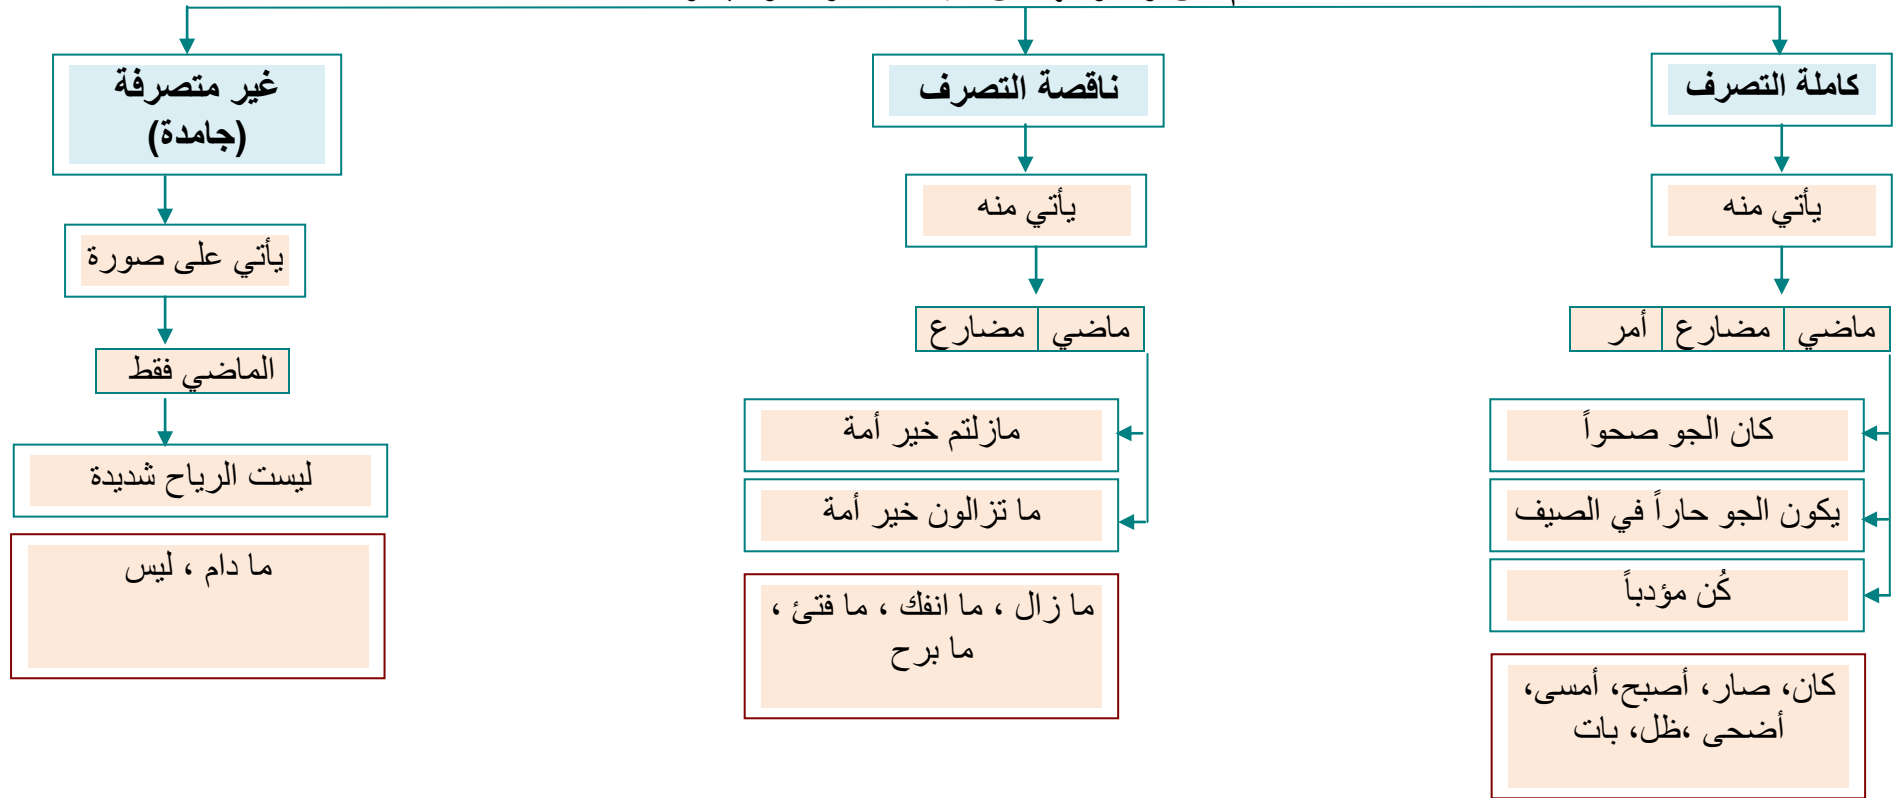 كاملة التصرف
يأتي منه
ماضي مضارع أمر
كان الجو صحواً
يكون الجو حاراً في الصيف
كُن مؤدباً
كان، صار، أصبح، أمسى،
أضحى ،ظل، بات
ناقصة التصرف
يأتي منه
ماضي مضارع
مازلتم خير أمة
ما تزالون خير أمة
ما زال ، ما انفك ، ما فتئ ،
ما برح
غير متصرفة
(جامدة)
يأتي على صورة
الماضي فقط
ليست الرياح شديدة
ما دام ، ليس